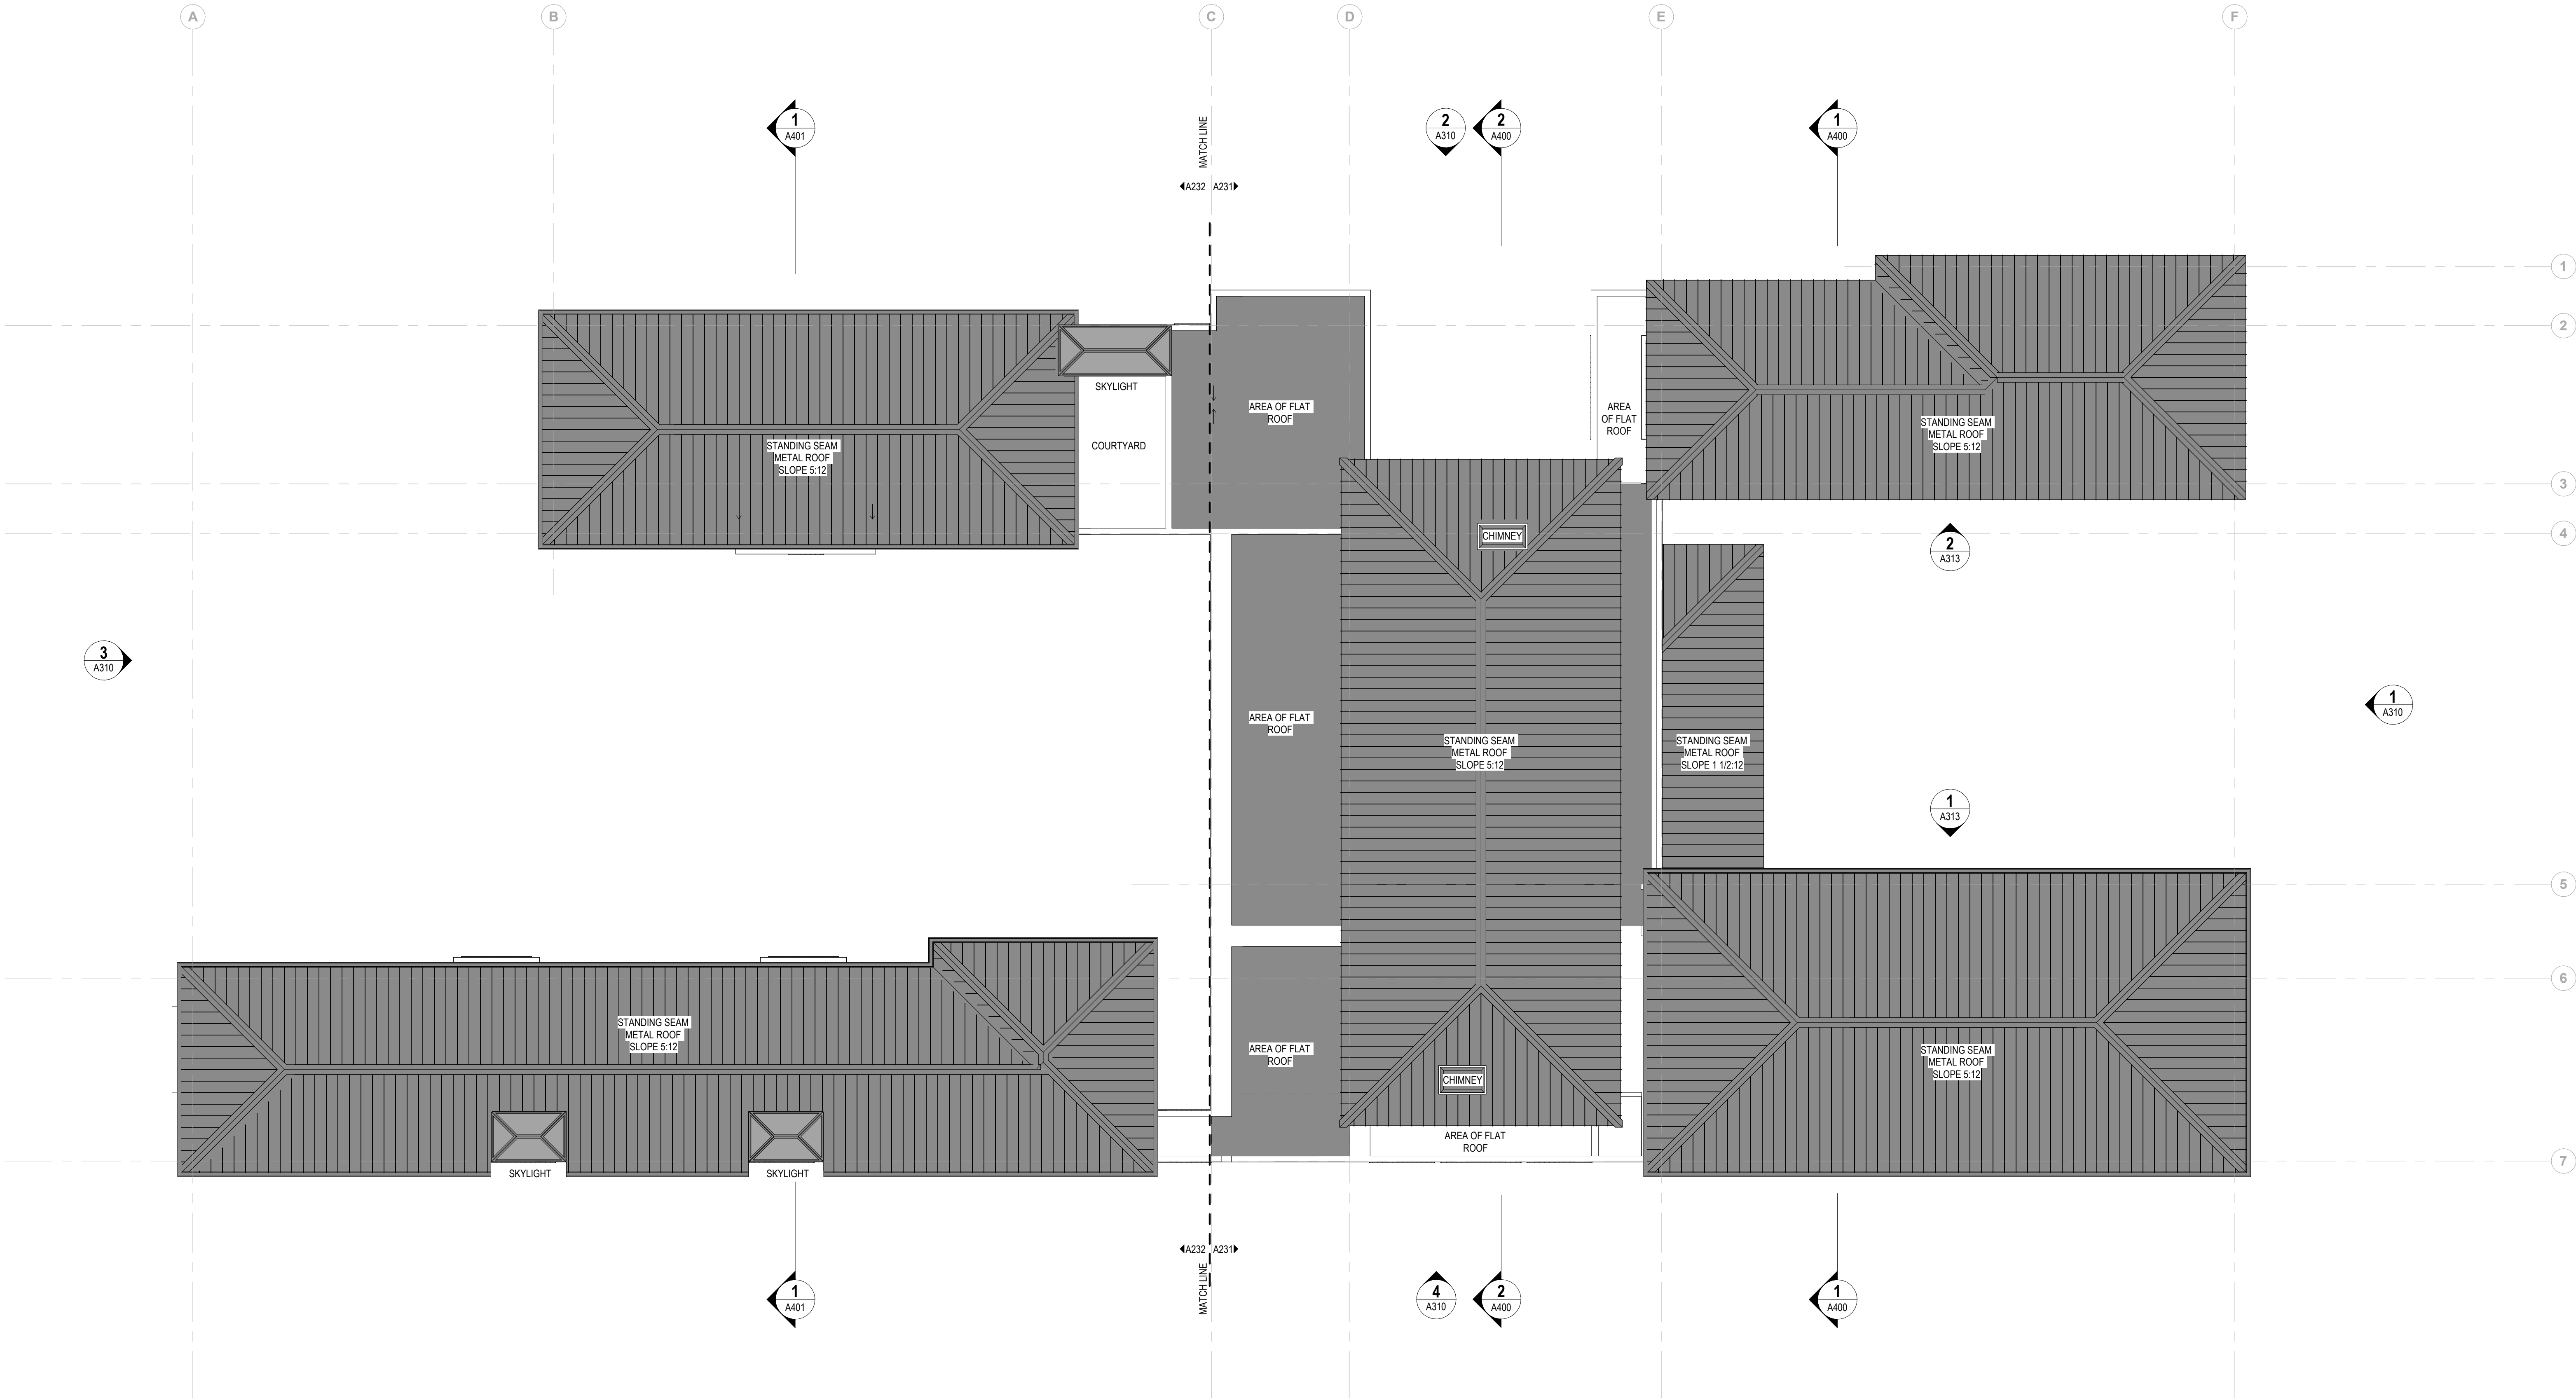 A
B
C
D
E
F
1
A401
MATCH LINE
2
A310
2
A400
1
A400
A232
A231
1
2
3
4
5
6
7
SKYLIGHT
COURTYARD
AREA OF FLAT
ROOF
AREA
OF FLAT
ROOF
STANDING SEAM
METAL ROOF
SLOPE 5:12
STANDING SEAM
METAL ROOF
SLOPE 5:12
CHIMNEY
2
A313
3
A310
AREA OF FLAT
ROOF
STANDING SEAM
METAL ROOF
SLOPE 5:12
STANDING SEAM
METAL ROOF
SLOPE 1 1/2:12
1
A310
1
A313
STANDING SEAM
METAL ROOF
SLOPE 5:12
AREA OF FLAT
ROOF
CHIMNEY
STANDING SEAM
METAL ROOF
SLOPE 5:12
AREA OF FLAT
ROOF
SKYLIGHT
SKYLIGHT
A232
A231
MATCH LINE
1
A401
4
A310
2
A400
1
A400